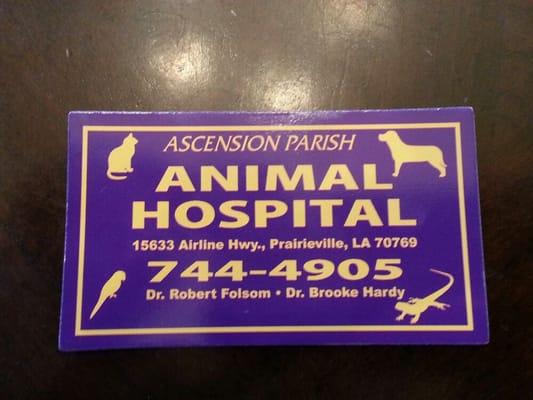 ASCENSION PARISH
ANIMAL
HOSPITAL
15633 Airline Hwy., Prairieville, LA 70769
744-4905
Dr. Robert Folsom • Dr. Brooke Hardy